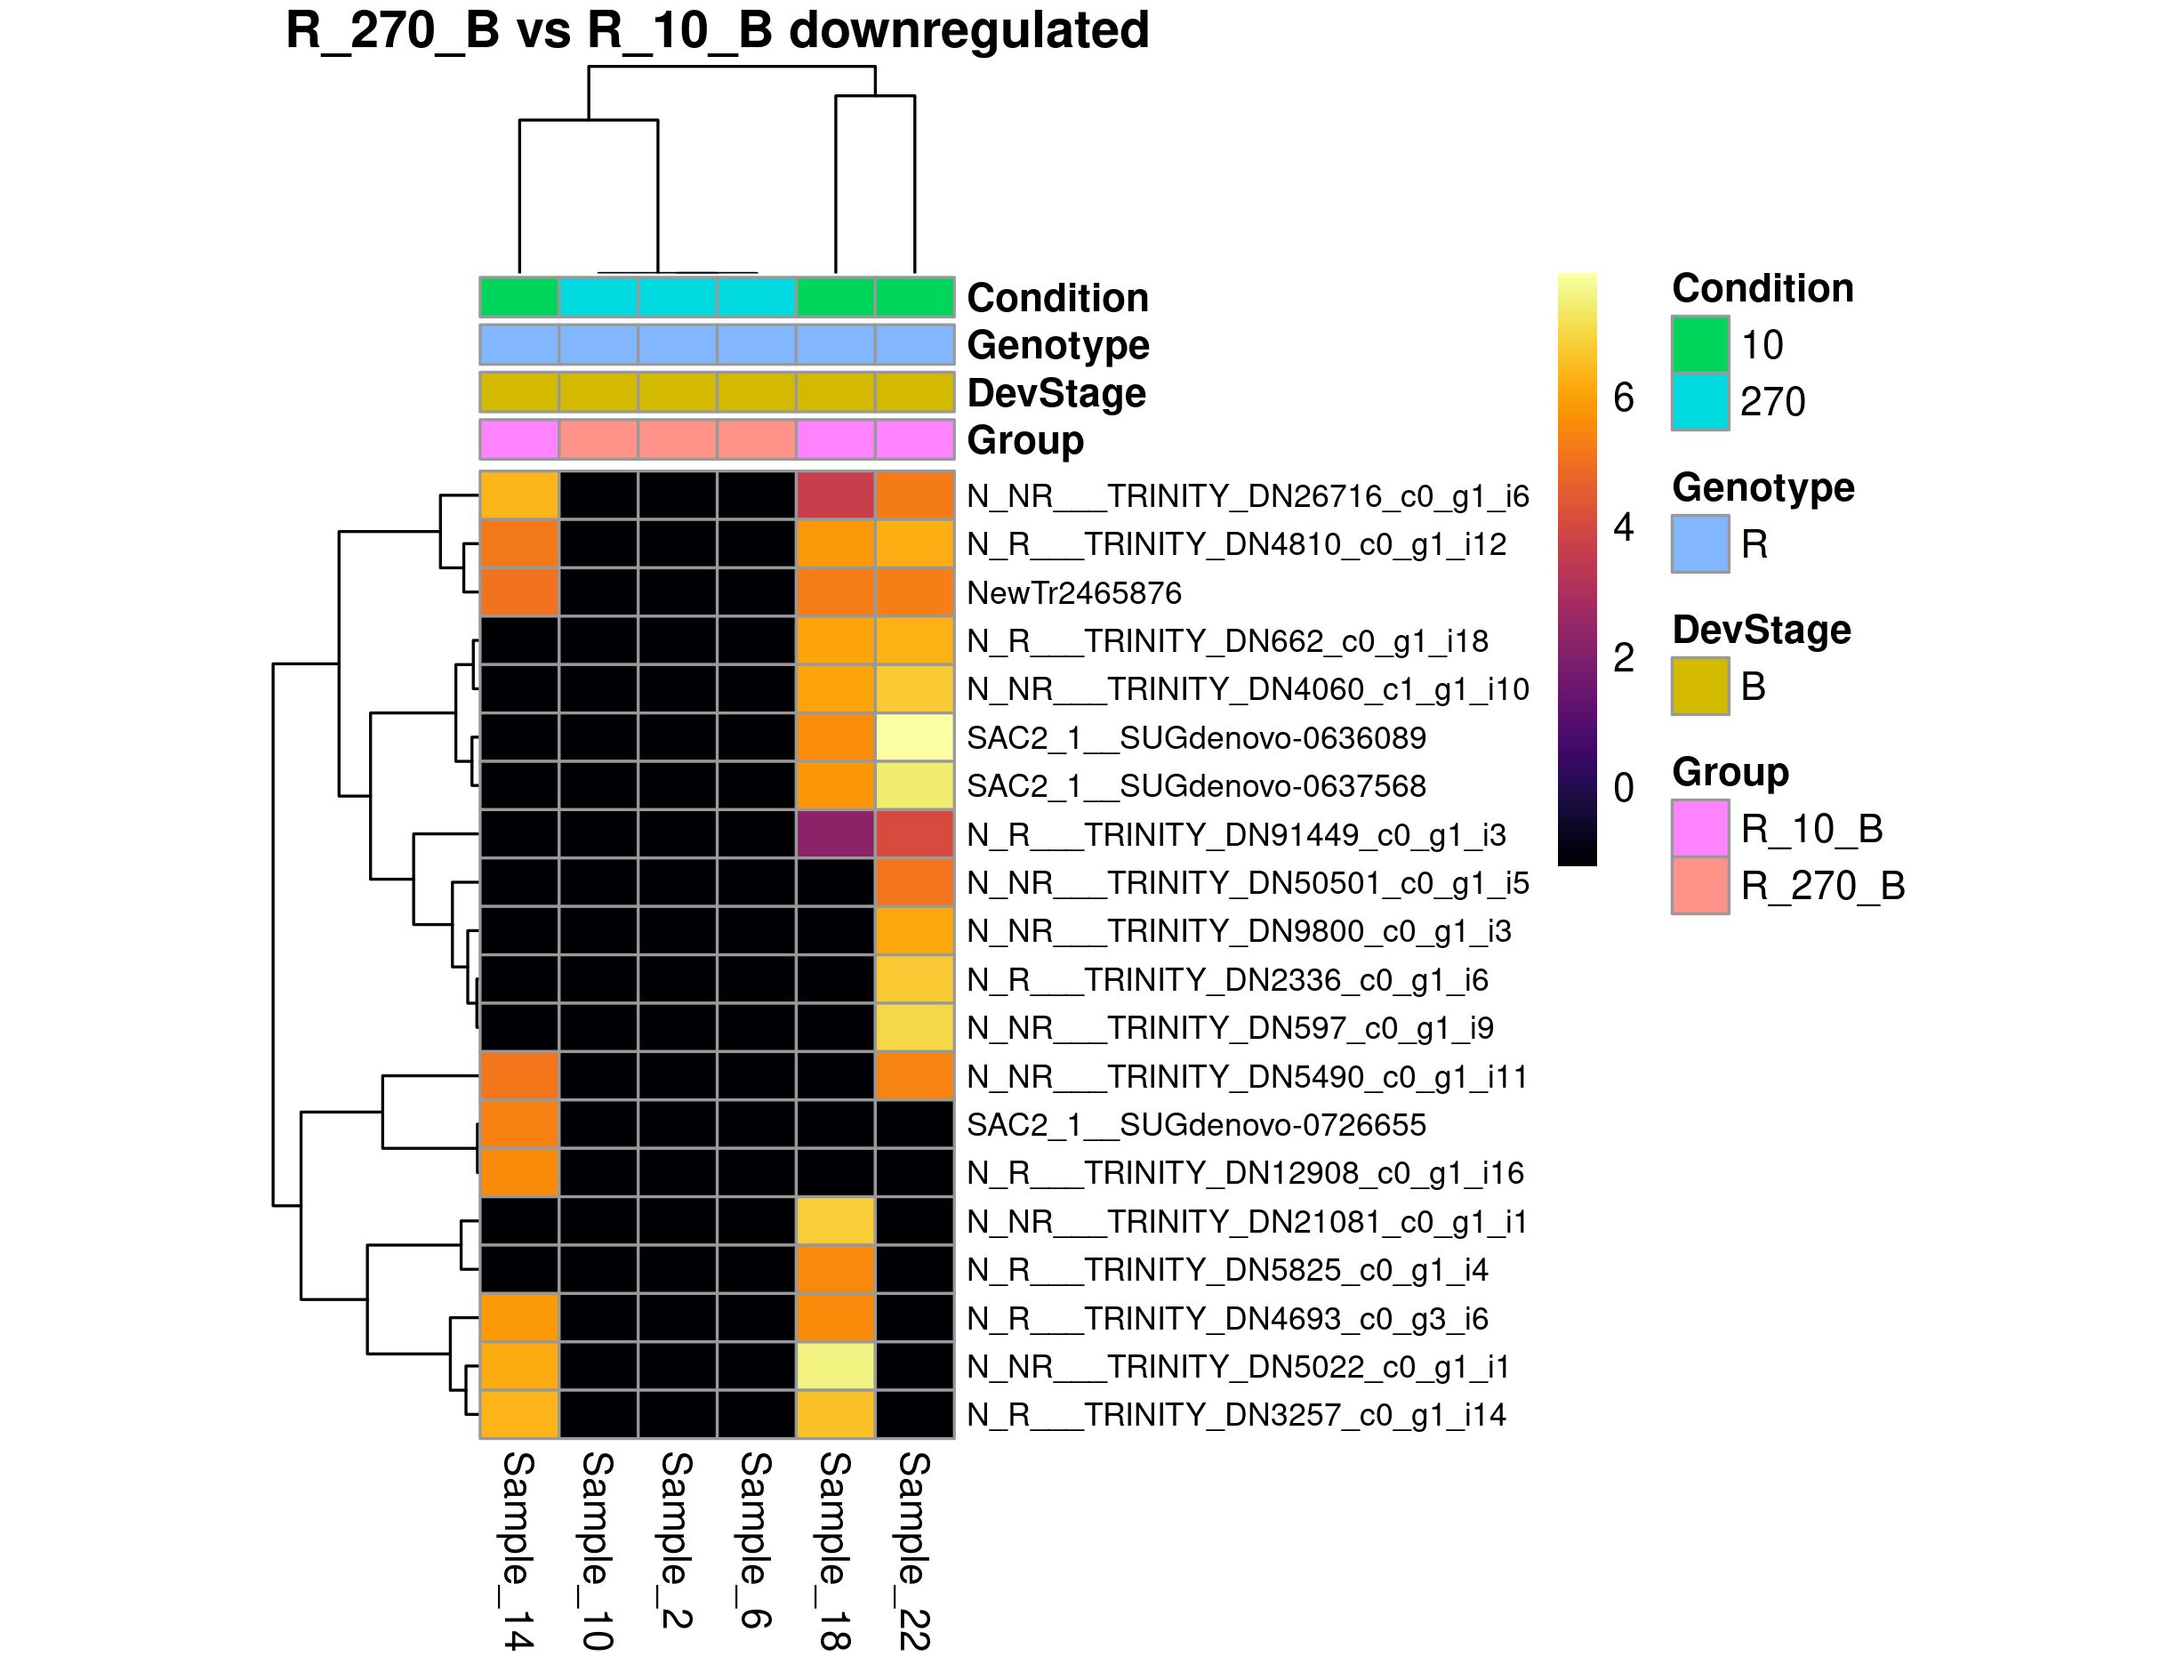 R_270_B vs R_10_B downregulated
Condition
Genotype
DevStage
Group
N_NR___TRINITY_DN26716_c0_g1_i6
N_R___TRINITY_DN4810_c0_g1_i12
NewTr2465876
N_R___TRINITY_DN662_c0_g1_i18
N_NR___TRINITY_DN4060_c1_g1_i10
SAC2_1__SUGdenovo-0636089
SAC2_1__SUGdenovo-0637568
N_R___TRINITY_DN91449_c0_g1_i3
N_NR___TRINITY_DN50501_c0_g1_i5
N_NR___TRINITY_DN9800_c0_g1_i3
N_R___TRINITY_DN2336_c0_g1_i6
N_NR___TRINITY_DN597_c0_g1_i9
N_NR___TRINITY_DN5490_c0_g1_i11
SAC2_1__SUGdenovo-0726655
N_R___TRINITY_DN12908_c0_g1_i16
N_NR___TRINITY_DN21081_c0_g1_i1
N_R___TRINITY_DN5825_c0_g1_i4
N_R___TRINITY_DN4693_c0_g3_i6
N_NR___TRINITY_DN5022_c0_g1_i1
N_R___TRINITY_DN3257_c0_g1_i14
Sample_14
Sample_10
Sample_2
Sample_6
Sample_18
Sample_22
6
4
2
0
Condition
10
270
Genotype
R
DevStage
B
Group
R_10_B
R_270_B